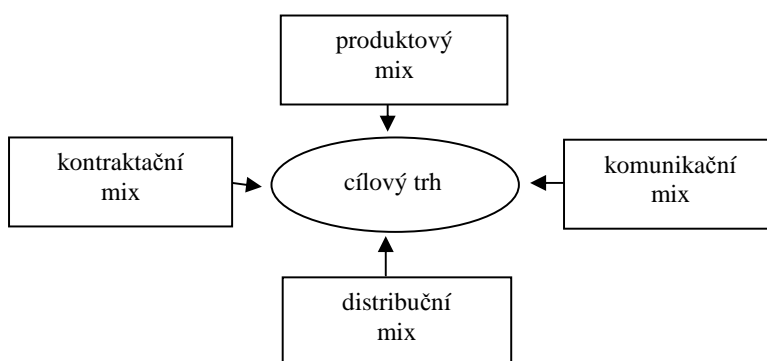 produktový
mix
kontraktační
mix
cílový trh
komunikační
mix
distribuční
mix